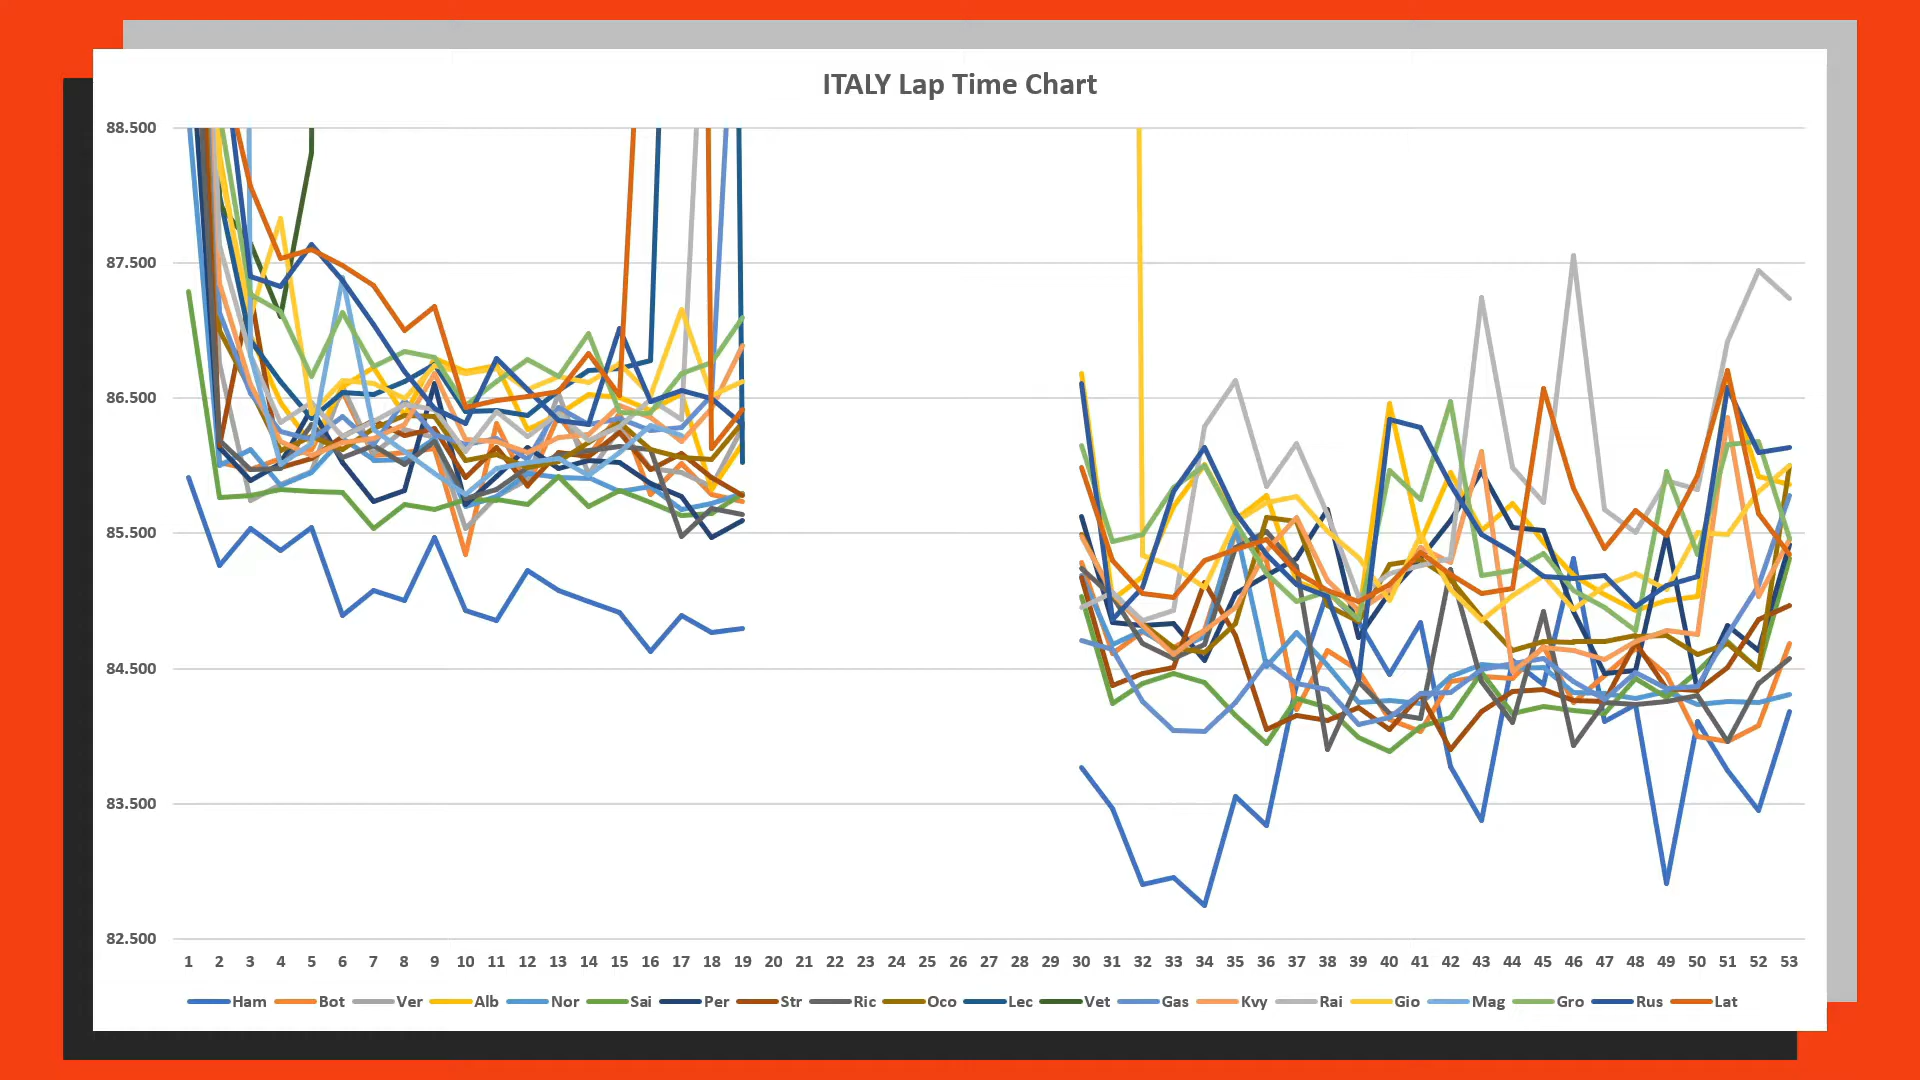 ITALY Lap Time Chart
88.500
87.500
86.500
85.500
84.500
83.500
82.500
1 2 3 4 5 6 7 8 9 10 11 12 13 14 15 16 17 18 19 20 21 22 23 24 25 26 27 28 29 30 31 32 33 34 35 36 37 38 39 40 41 42 43 44 45 46 47 48 49 50 51 52 53
Ham Bot Ver Alb Nor Sai Per Str Ric Oco Lec Vet Gas Kvy Rai Gio Mag Gro Rus Lat